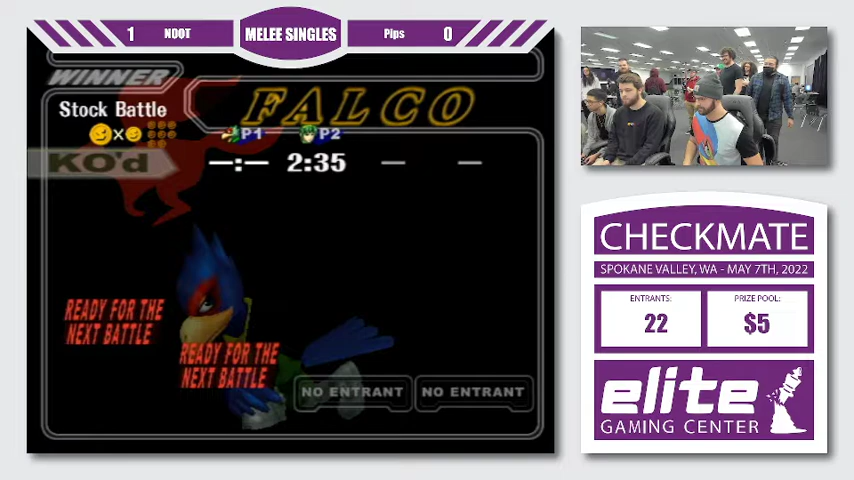 1 NOOT MELEE SINGLES Pips 0
WINNER
Stock Battle
FALCO
P1 P2
KO'd
-:- 2:35 - -
READY FOR THE
NEXT BATTLE
READY FOR THE
NEXT BATTLE
NO ENTRANT NO ENTRANT
CHECKMATE
SPOKANE VALLEY, WA - MAY 7TH, 2022
ENTRANTS:
22
PRIZE POOL:
$5
elite
GAMING CENTER